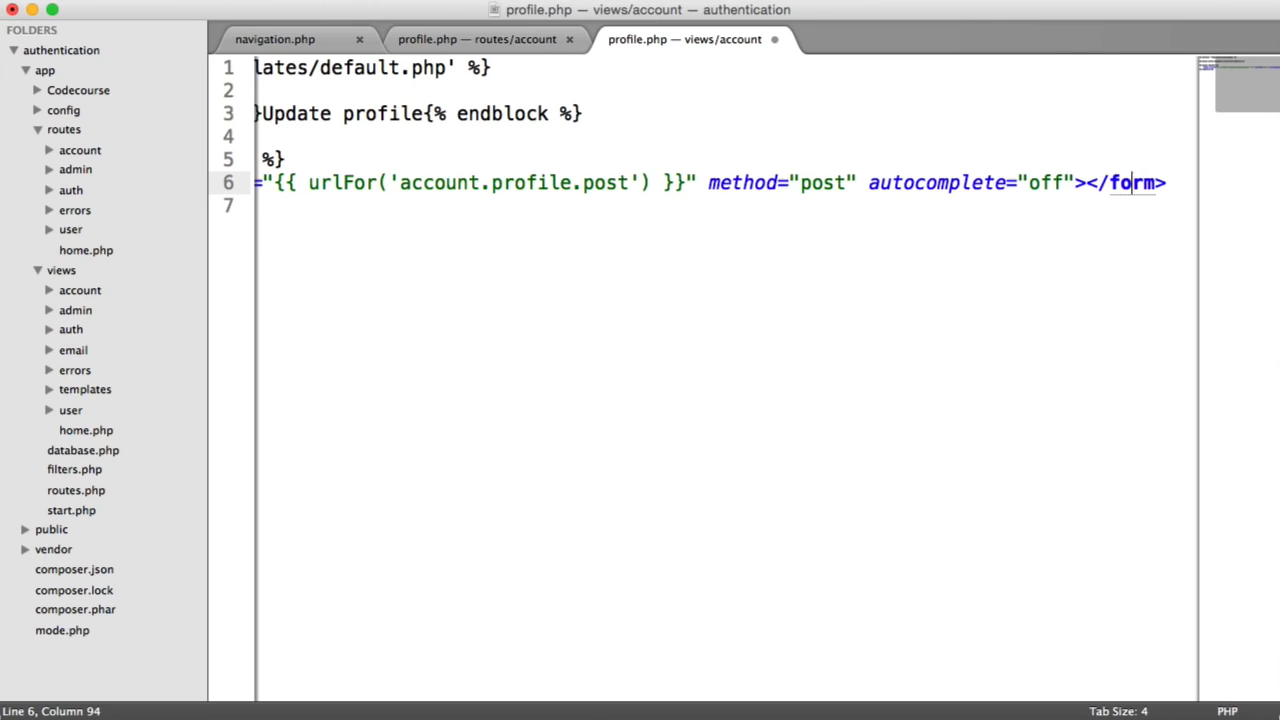 profile.php — views/account — authentication
FOLDERS
authentication
app
Codecourse
config
routes
account
admin
auth
errors
user
home.php
views
account
admin
auth
email
errors
templates
user
home.php
database.php
filters.php
routes.php
start.php
public
vendor
composer.json
composer.lock
composer.phar
mode.php
navigation.php ×
profile.php — routes/account ×
profile.php — views/account
1 lates/default.php' %}
2
3 }Update profile{% endblock %}
4
5 %}
6 ="{{ urlFor('account.profile.post') }}" method="post" autocomplete="off"></form>
7
Line 6, Column 94
Tab Size: 4
PHP